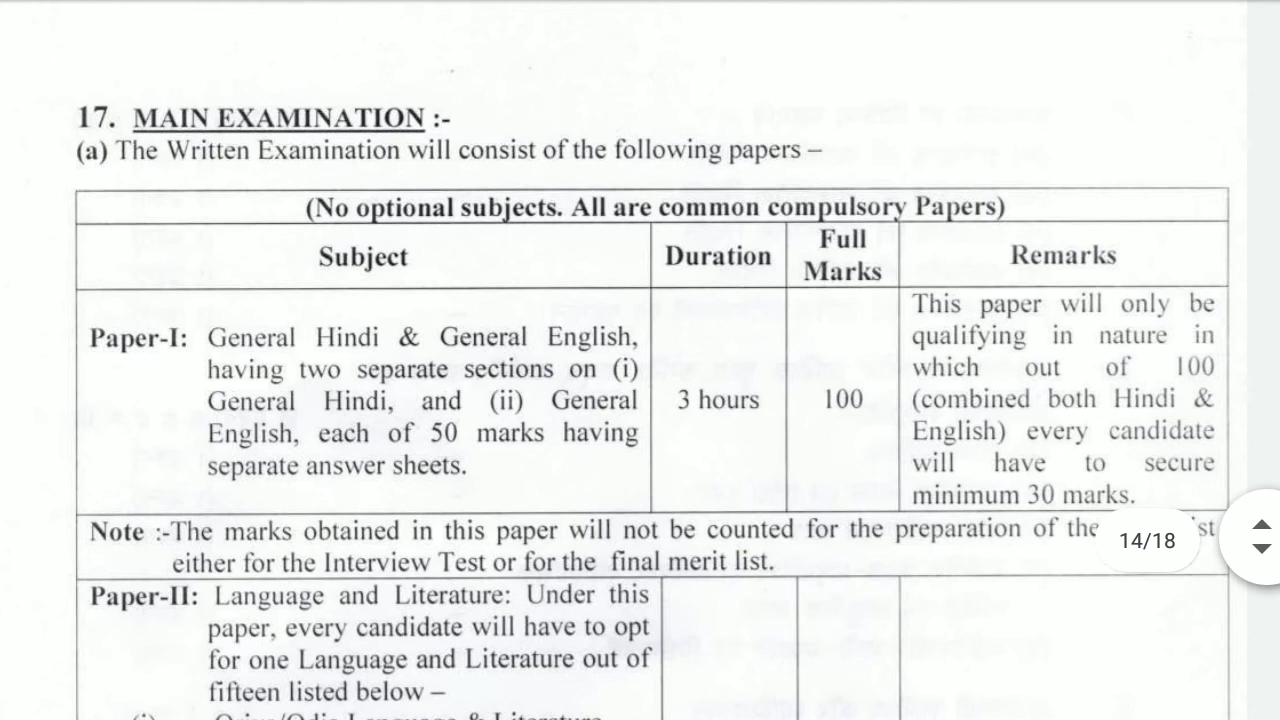 17. MAIN EXAMINATION :-
(a) The Written Examination will consist of the following papers –
(No optional subjects. All are common compulsory Papers)
Subject
Duration
Full
Marks
Remarks
Paper-I: General Hindi & General English,
having two separate sections on (i)
General Hindi, and (ii) General
English, each of 50 marks having
separate answer sheets.
3 hours
100
This paper will only be
qualifying in nature in
which out of 100
(combined both Hindi &
English) every candidate
will have to secure
minimum 30 marks.
Note :-The marks obtained in this paper will not be counted for the preparation of the
either for the Interview Test or for the final merit list.
14/18
Paper-II: Language and Literature: Under this
paper, every candidate will have to opt
for one Language and Literature out of
fifteen listed below –
(i) Oriya/Odia Language & Literature